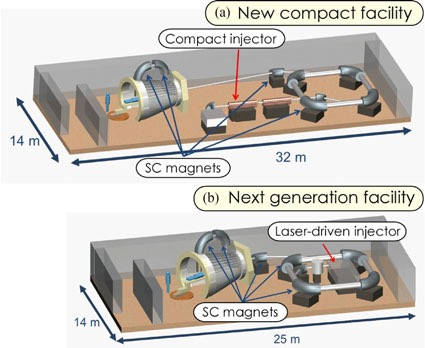 (a) New compact facility
Compact injector
14 m
32 m
SC magnets
(b) Next generation facility
Laser-driven injector
14 m
SC magnets
25 m